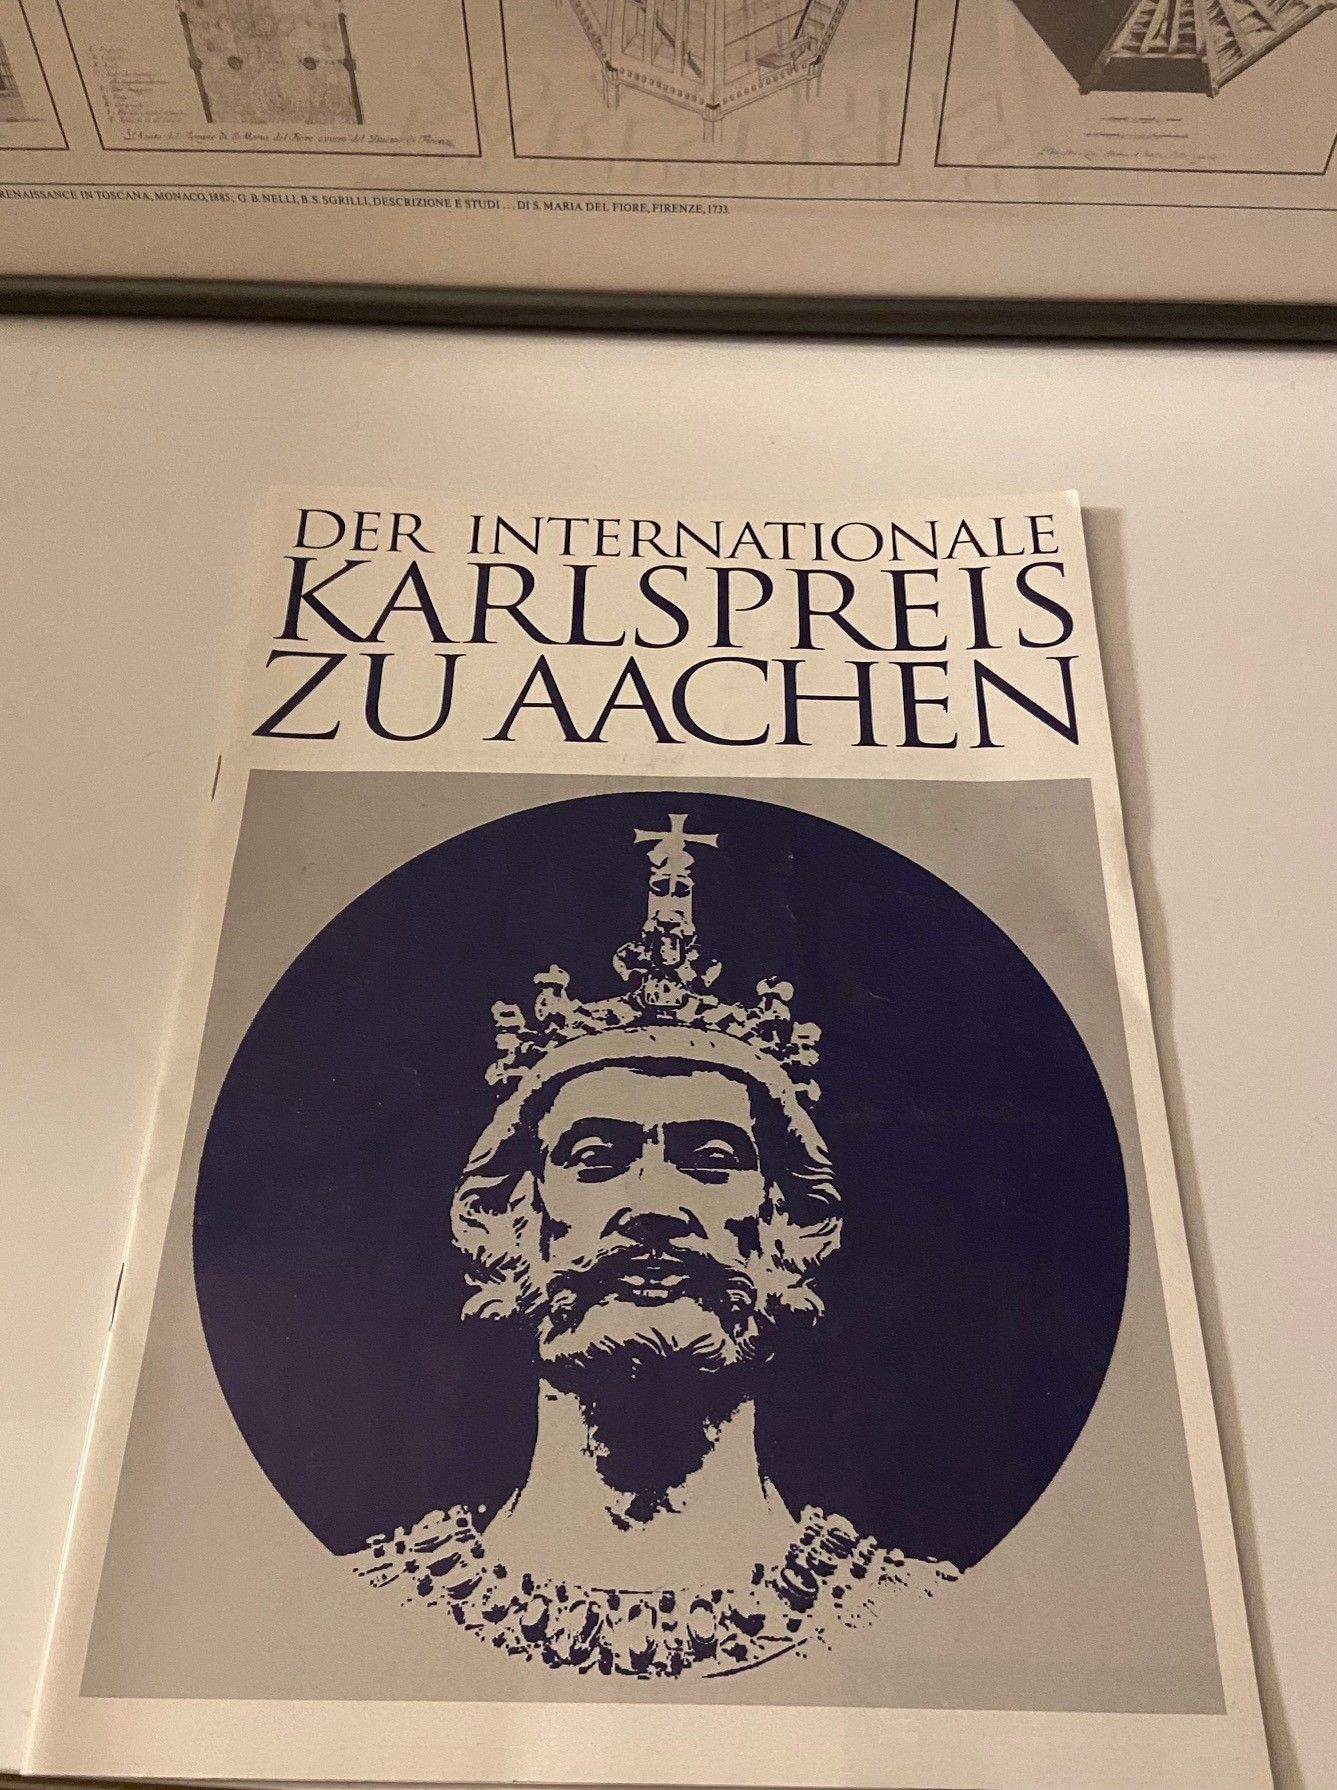 RENAISSANCE IN TOSCANA, MONACO, 1885; G. B. NELLI, B. S. SGRILLI, DESCRIZIONE E STUDI ... DI S. MARIA DEL FIORE, FIRENZE, 1733.
DER INTERNATIONALE
KARLSPREIS
ZU AACHEN